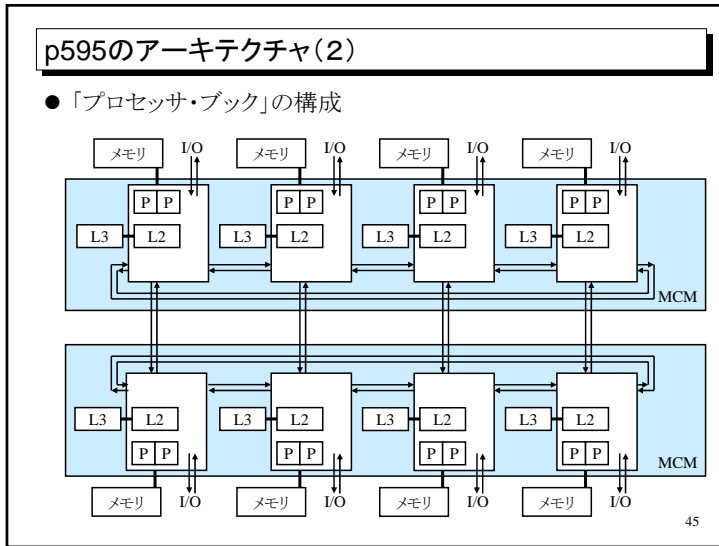 p595のアーキテクチャ(2)
● 「プロセッサ・ブック」の構成
メモリ I/O メモリ I/O メモリ I/O メモリ I/O
P P P P P P P P
L3 L2 L3 L2 L3 L2 L3 L2
MCM
L3 L2 L3 L2 L3 L2 L3 L2
P P P P P P P P
MCM
メモリ I/O メモリ I/O メモリ I/O メモリ I/O
45